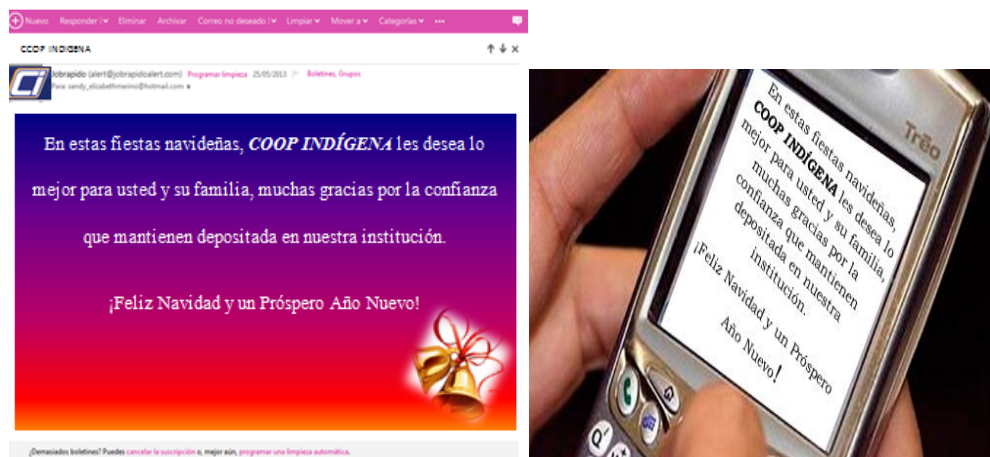 Nuevo Responder Eliminar Archivar Correo no deseado Limpiar Mover a Categorías
CCOP INDIGENA
Jobrapido (alert@jobrapidoalert.com) Programar limpieza 25/05/2013 Boletines, Grupos
Para: sandy_elizabethmerino@hotmail.com
Ci
En estas fiestas navideñas, COOP INDÍGENA les desea lo
mejor para usted y su familia, muchas gracias por la confianza
que mantienen depositada en nuestra institución.
¡Feliz Navidad y un Próspero Año Nuevo!
¿Demasiados boletines? Puedes cancelar la suscripción o, mejor aún, programar una limpieza automática.
Trēo
En estas fiestas navideñas,
COOP INDÍGENA les desea lo
mejor para usted y su familia,
muchas gracias por la
confianza que mantienen
depositada en nuestra
institución.
¡Feliz Navidad y un Próspero
Año Nuevo!